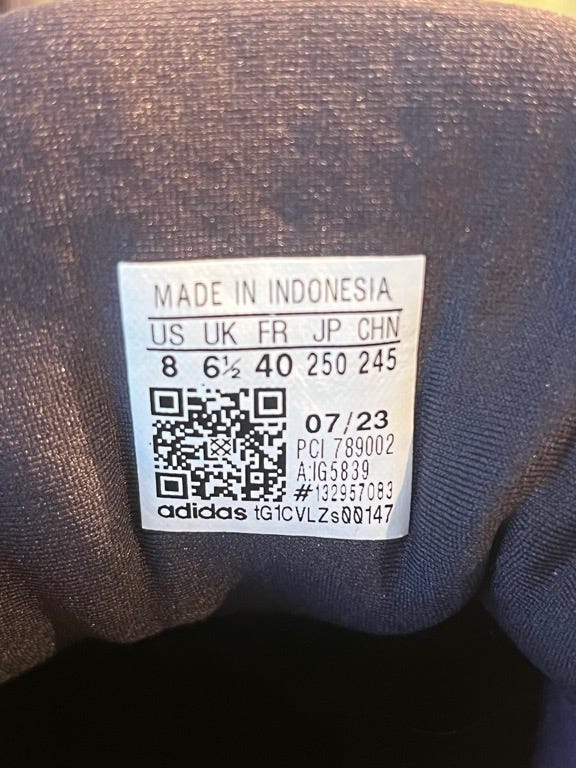 MADE IN INDONESIA
US UK FR JP CHN
8 6½ 40 250 245
07/23
PCI 789002
A:IG5839
#132957083
adidas tG1CVLZs00147